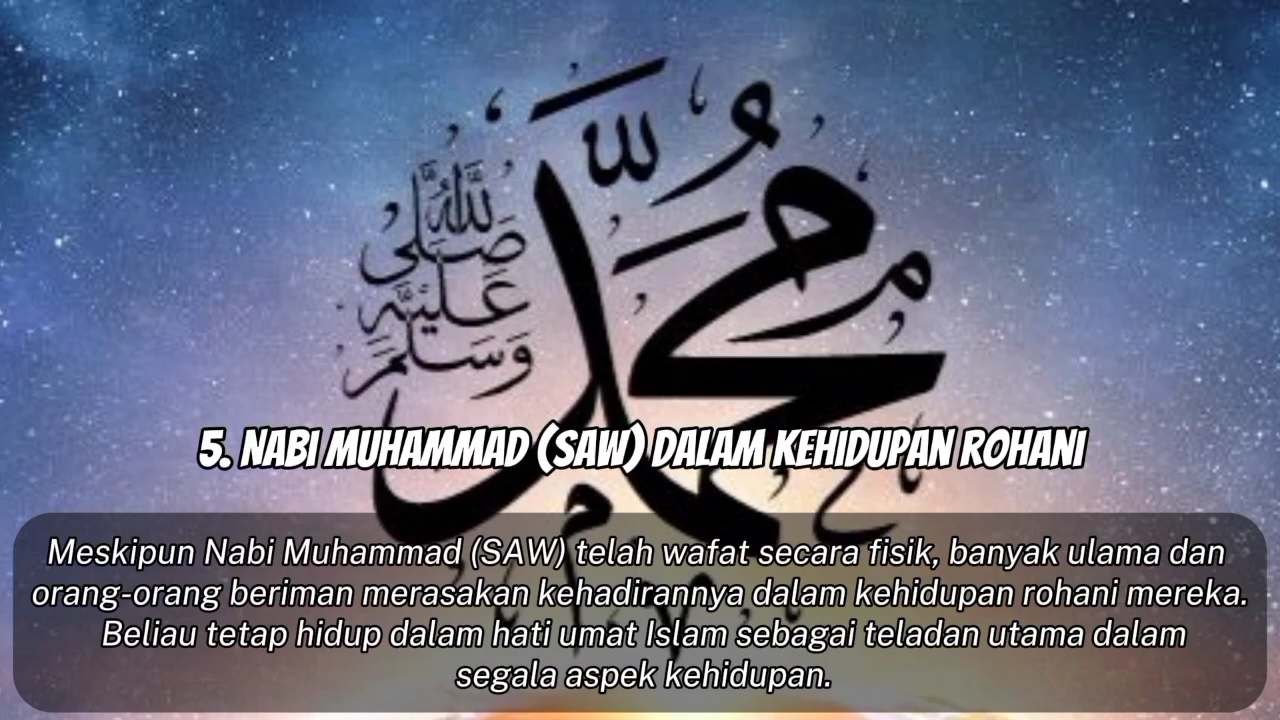 محمد
صلى الله
عليه
وسلم
5. NABI MUHAMMAD (SAW) DALAM KEHIDUPAN ROHANI
Meskipun Nabi Muhammad (SAW) telah wafat secara fisik, banyak ulama dan
orang-orang beriman merasakan kehadirannya dalam kehidupan rohani mereka.
Beliau tetap hidup dalam hati umat Islam sebagai teladan utama dalam
segala aspek kehidupan.